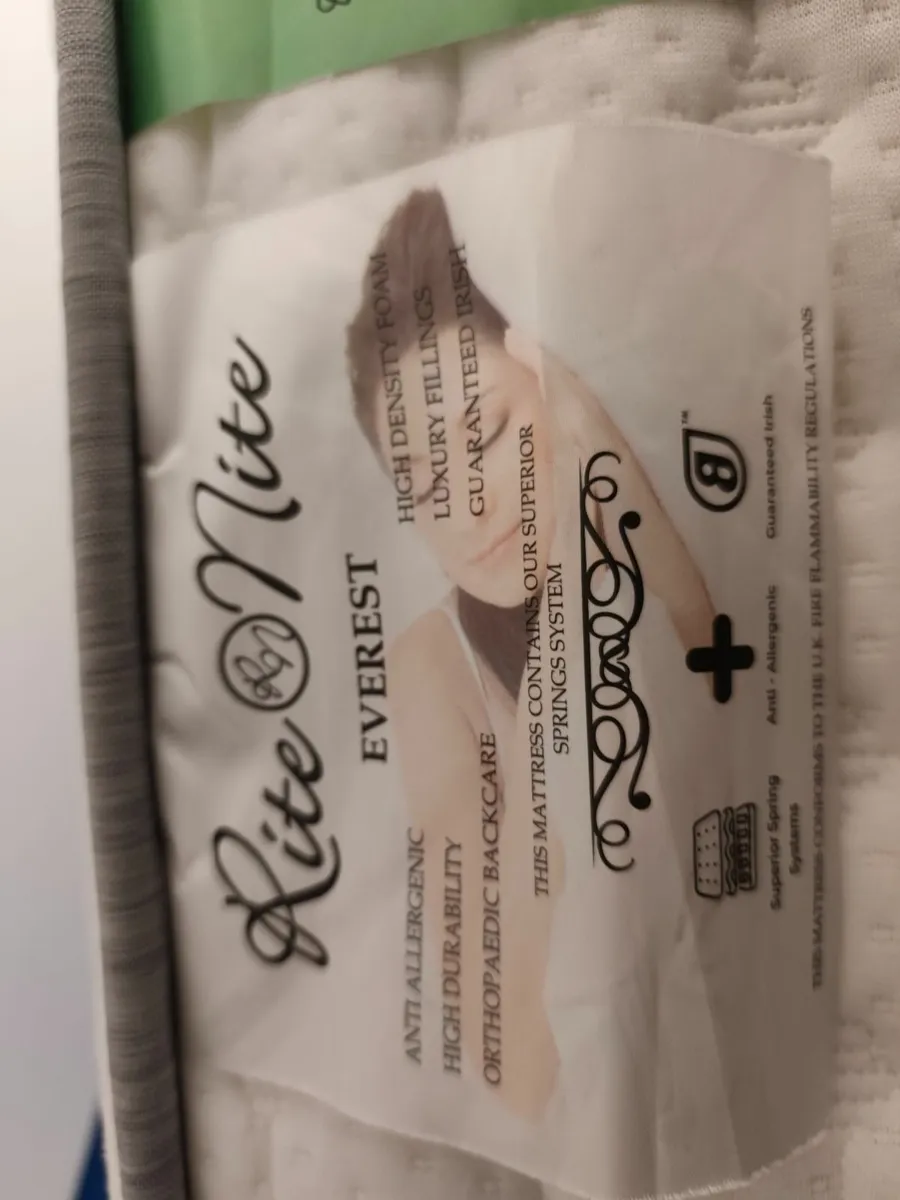 Rite RN Nite
EVEREST
ANTI ALLERGENIC
HIGH DURABILITY
ORTHOPAEDIC BACKCARE
HIGH DENSITY FOAM
LUXURY FILLINGS
GUARANTEED IRISH
THIS MATTRESS CONTAINS OUR SUPERIOR
SPRINGS SYSTEM
Superior Spring
Systems
Anti - Allergenic
TM
Guaranteed Irish
THIS MATTRESS CONFORMS TO THE U.K. FIRE FLAMMABILITY REGULATIONS